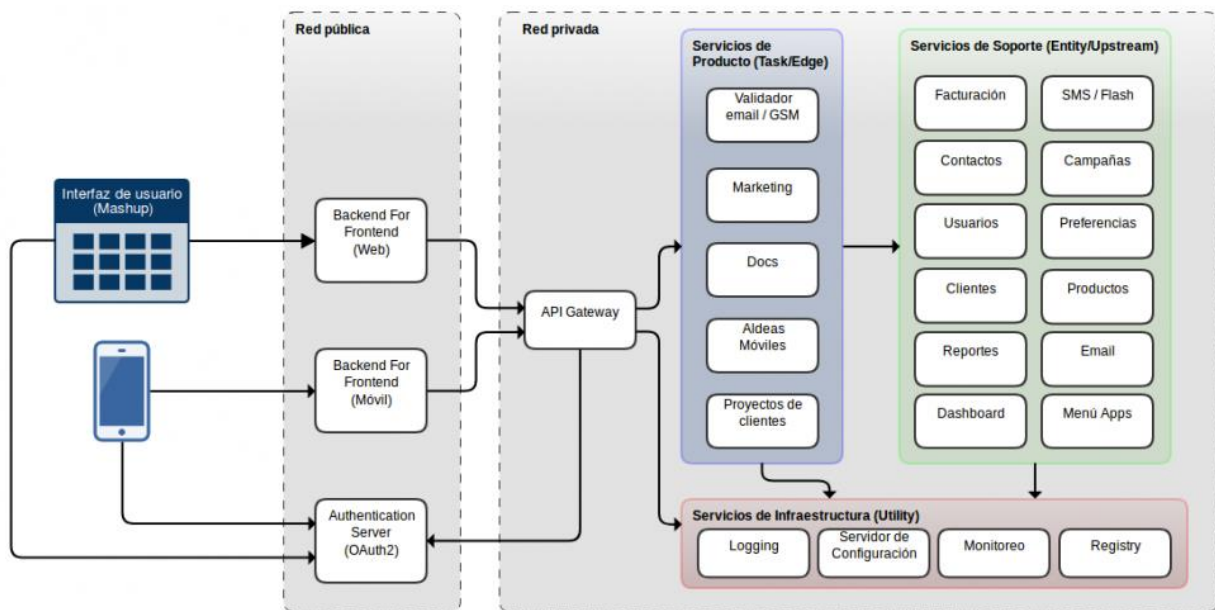 Red pública
Red privada
Servicios de
Producto (Task/Edge)
Servicios de Soporte (Entity/Upstream)
Interfaz de usuario
(Mashup)
Backend For
Frontend
(Web)
Backend For
Frontend
(Móvil)
Authentication
Server
(OAuth2)
API Gateway
Validador
email / GSM
Marketing
Docs
Aldeas
Móviles
Proyectos de
clientes
Facturación
SMS / Flash
Contactos
Campañas
Usuarios
Preferencias
Clientes
Productos
Reportes
Email
Dashboard
Menú Apps
Servicios de Infraestructura (Utility)
Logging
Servidor de
Configuración
Monitoreo
Registry